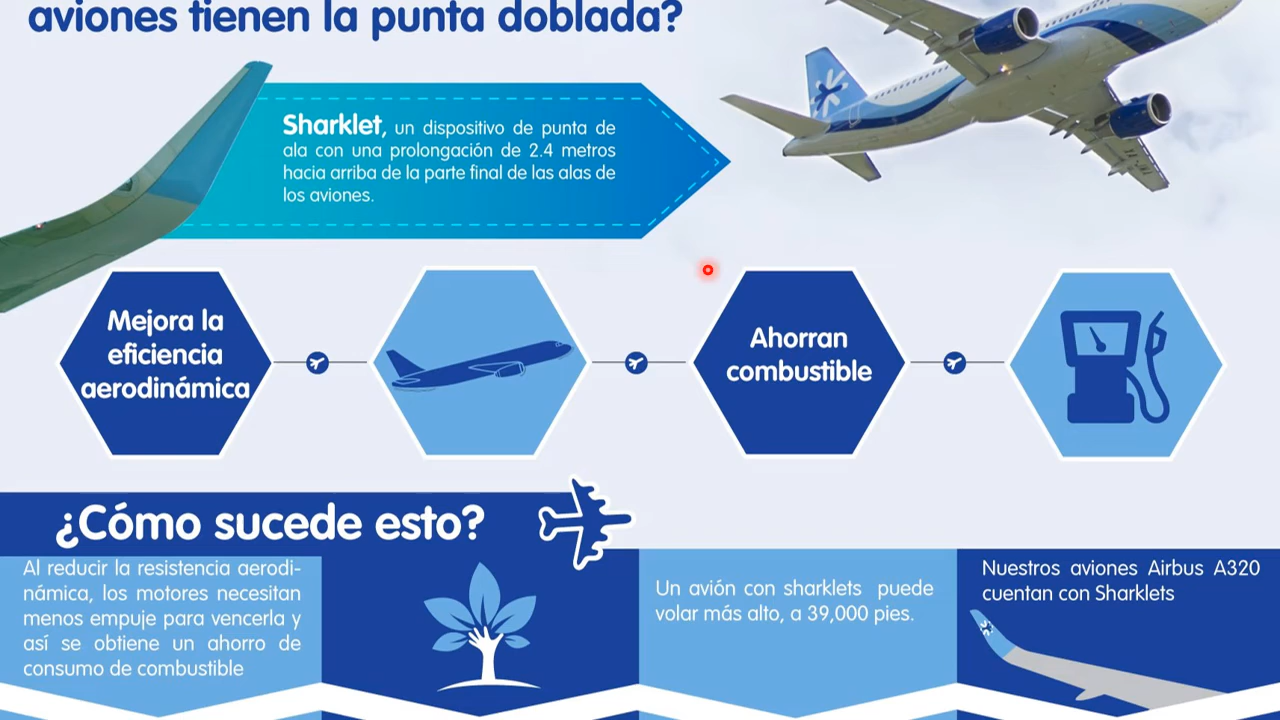 aviones tienen la punta doblada?
Sharklet, un dispositivo de punta de
ala con una prolongación de 2.4 metros
hacia arriba de la parte final de las alas de
los aviones.
Mejora la
eficiencia
aerodinámica
Ahorran
combustible
¿Cómo sucede esto?
Al reducir la resistencia aerodi-
námica, los motores necesitan
menos empuje para vencerla y
así se obtiene un ahorro de
consumo de combustible
Un avión con sharklets puede
volar más alto, a 39,000 pies.
Nuestros aviones Airbus A320
cuentan con Sharklets